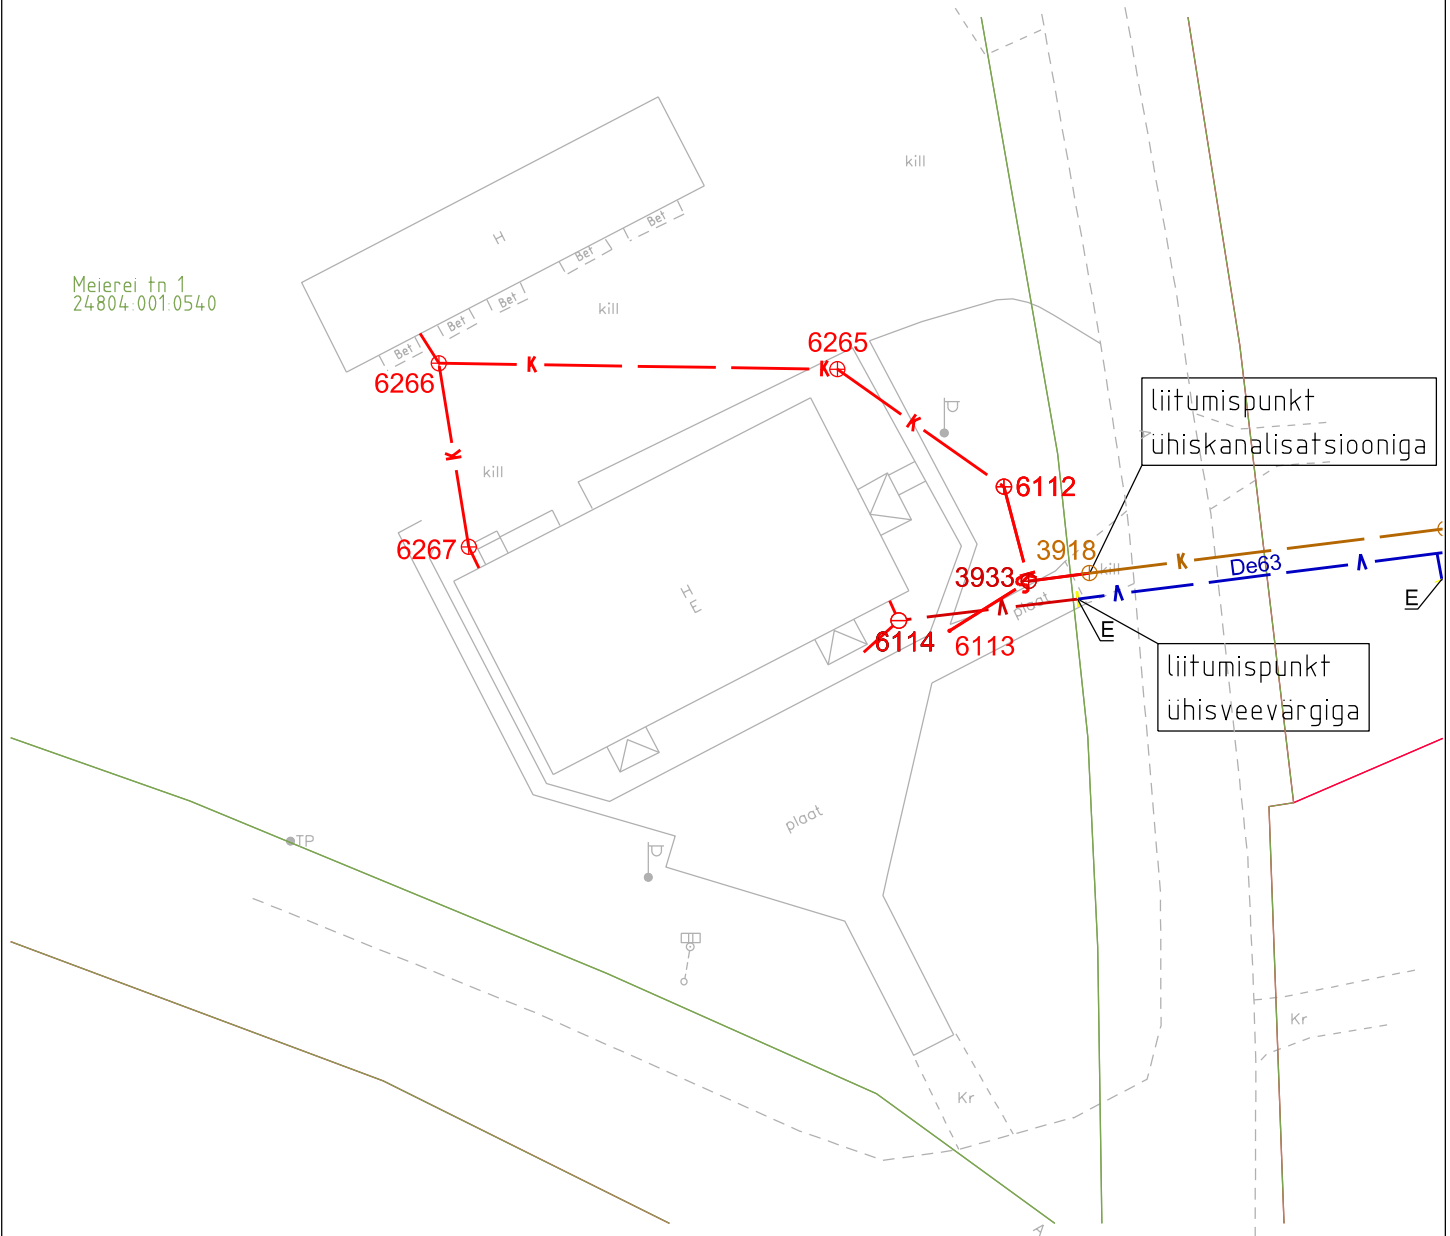 kill
H
Bet
Bet
Bet
Bet
Bet
Meierei tn 1
24804:001:0540
kill
6265
K
K
6266
liitumispunkt
ühiskanalisatsiooniga
K
A
K
kill
6112
6267
3918
K
De63
V
3933
kill
V
E
H
E
plaat
V
E
6114
6113
liitumispunkt
ühisveevärgiga
plaat
TP
Kr
Kr
A